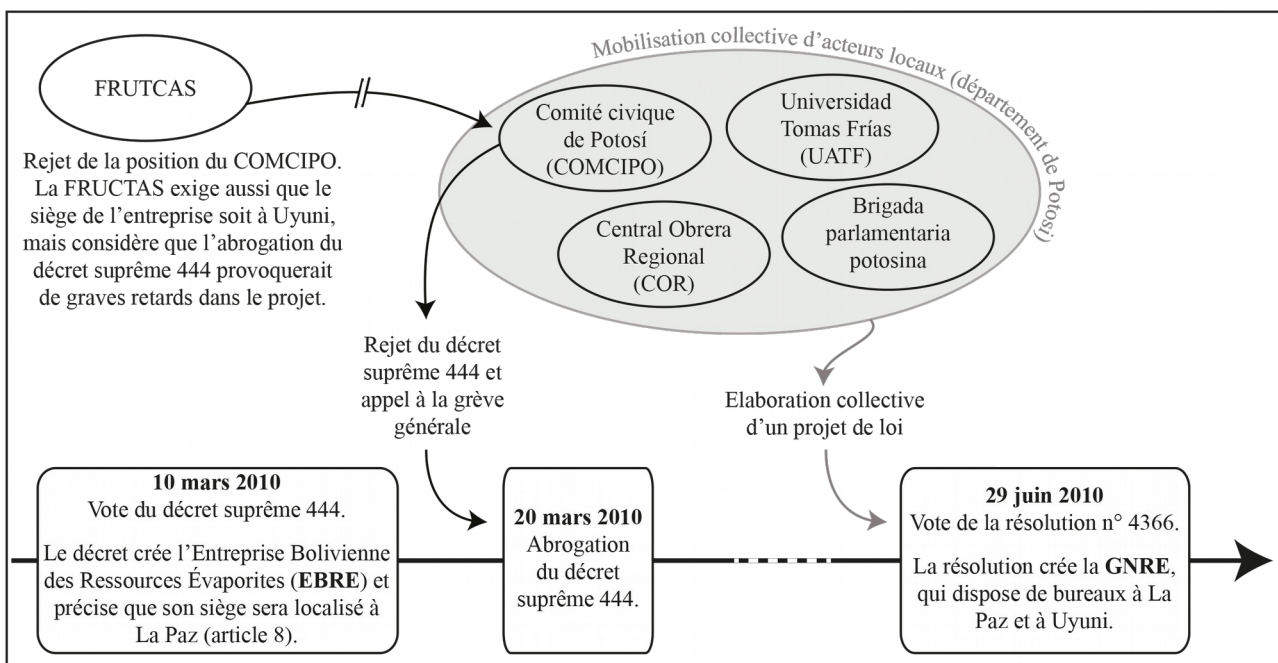 FRUTCAS
Rejet de la position du COMCIPO.
La FRUCTAS exige aussi que le
siège de l’entreprise soit à Uyuni,
mais considère que l’abrogation du
décret suprême 444 provoquerait
de graves retards dans le projet.
Mobilisation collective d’acteurs locaux (département de Potosi)
Comité civique
de Potosí
(COMCIPO)
Universidad
Tomas Frías
(UATF)
Central Obrera
Regional
(COR)
Brigada
parlamentaria
potosina
Rejet du décret
suprême 444 et
appel à la grève
générale
Elaboration collective
d’un projet de loi
10 mars 2010
Vote du décret suprême 444.
Le décret crée l’Entreprise Bolivienne
des Ressources Évaporites (EBRE) et
précise que son siège sera localisé à
La Paz (article 8).
20 mars 2010
Abrogation
du décret
suprême 444.
29 juin 2010
Vote de la résolution n° 4366.
La résolution crée la GNRE,
qui dispose de bureaux à La
Paz et à Uyuni.